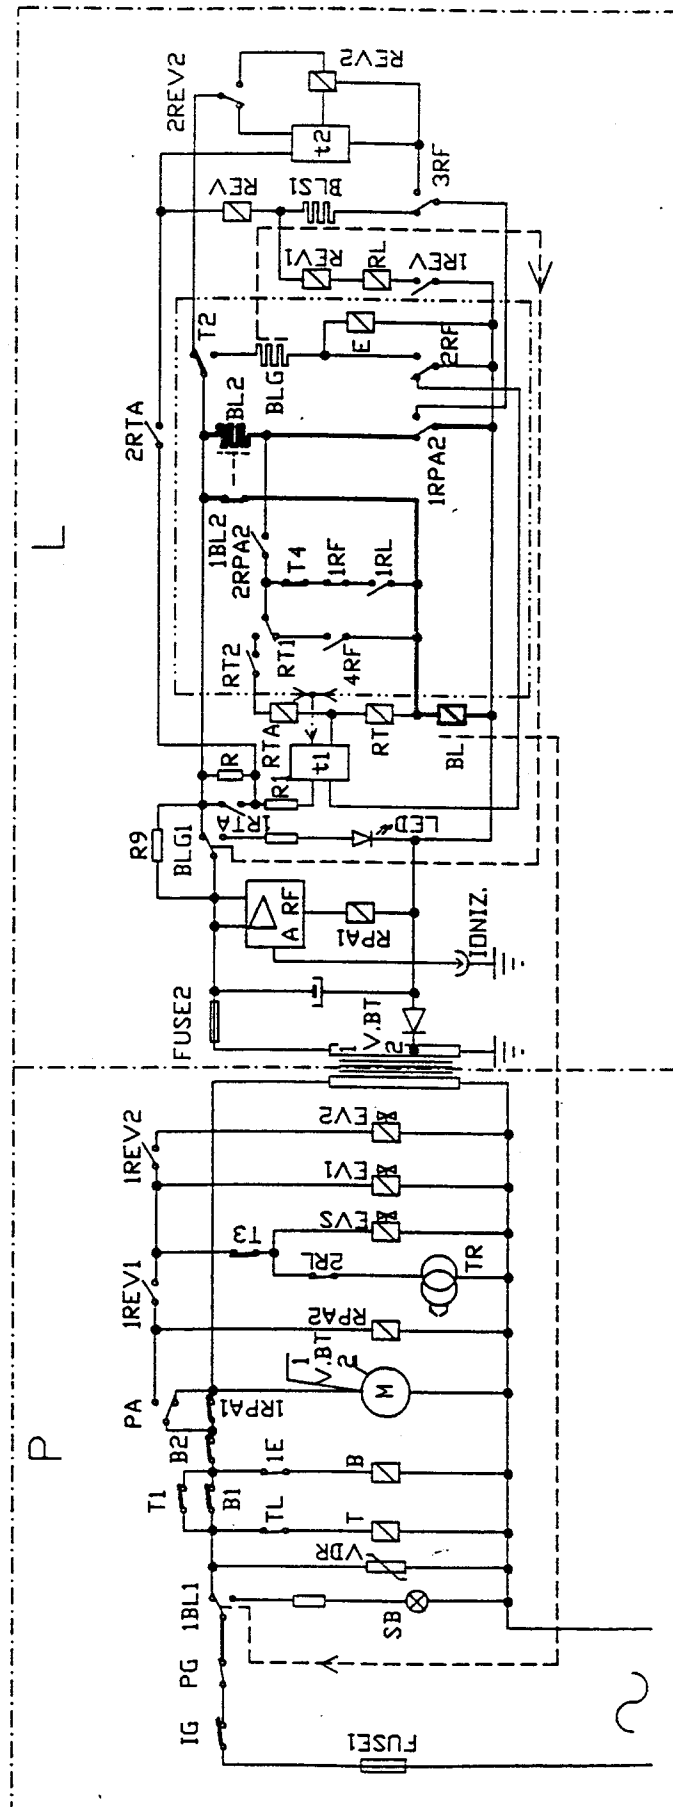 P
L
IG
PG
1BL1
T1
B2
PA
1REV1
1REV2
FUSE1
SB
VDR
TL
T
B1
1E
B
1RPA1
M
1
V.BT
2
RPA2
T3
2RL
TR
EVS
EV1
EV2
FUSE2
1 V.BT
2
IONIZ.
R9
BLG1
A
RF
RPA1
LED
1RTA
R
R1
t1
RTA
RT
BL
RT2
RT1
4RF
1BL2
2RPA2
T4
1RF
1RL
2RTA
BL2
1RPA2
T2
BLG
E
2RF
REV
REV1
RL
1REV
BLS1
3RF
2REV2
t2
REV2